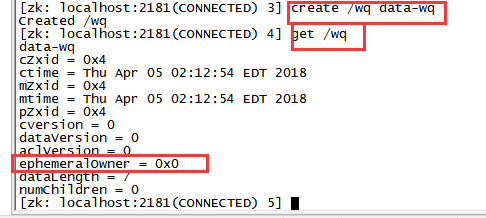 [zk: localhost:2181(CONNECTED) 3] create /wq data-wq
Created /wq
[zk: localhost:2181(CONNECTED) 4] get /wq
data-wq
cZxid = 0x4
ctime = Thu Apr 05 02:12:54 EDT 2018
mZxid = 0x4
mtime = Thu Apr 05 02:12:54 EDT 2018
pZxid = 0x4
cversion = 0
dataVersion = 0
aclVersion = 0
ephemeralOwner = 0x0
dataLength = 7
numChildren = 0
[zk: localhost:2181(CONNECTED) 5]